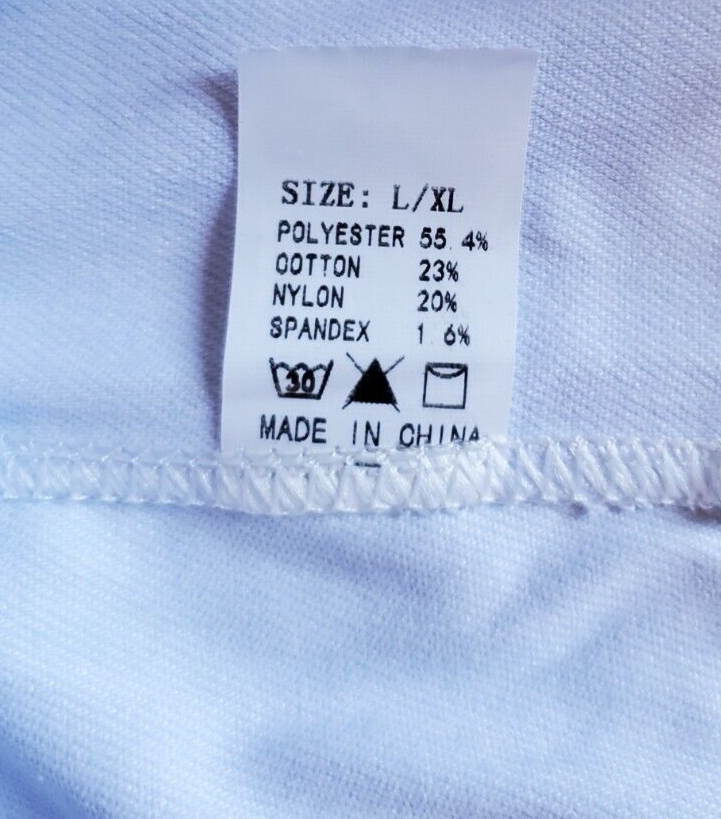 SIZE: L/XL
POLYESTER 55.4%
COTTON 23%
NYLON 20%
SPANDEX 1.6%
30
MADE IN CHINA